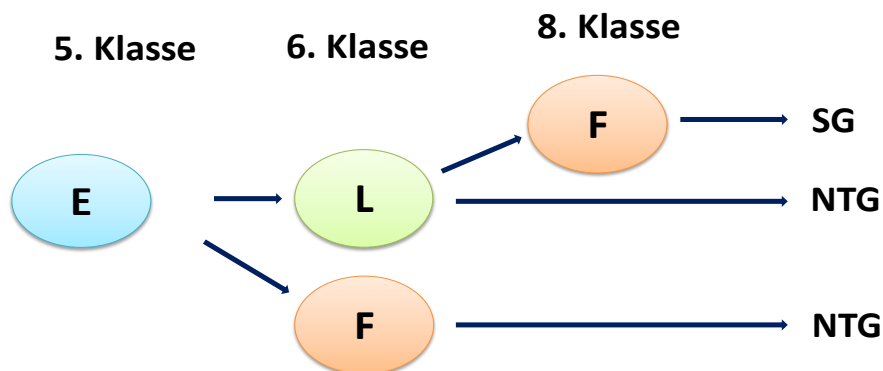 5. Klasse 6. Klasse 8. Klasse
F SG
E L NTG
F NTG